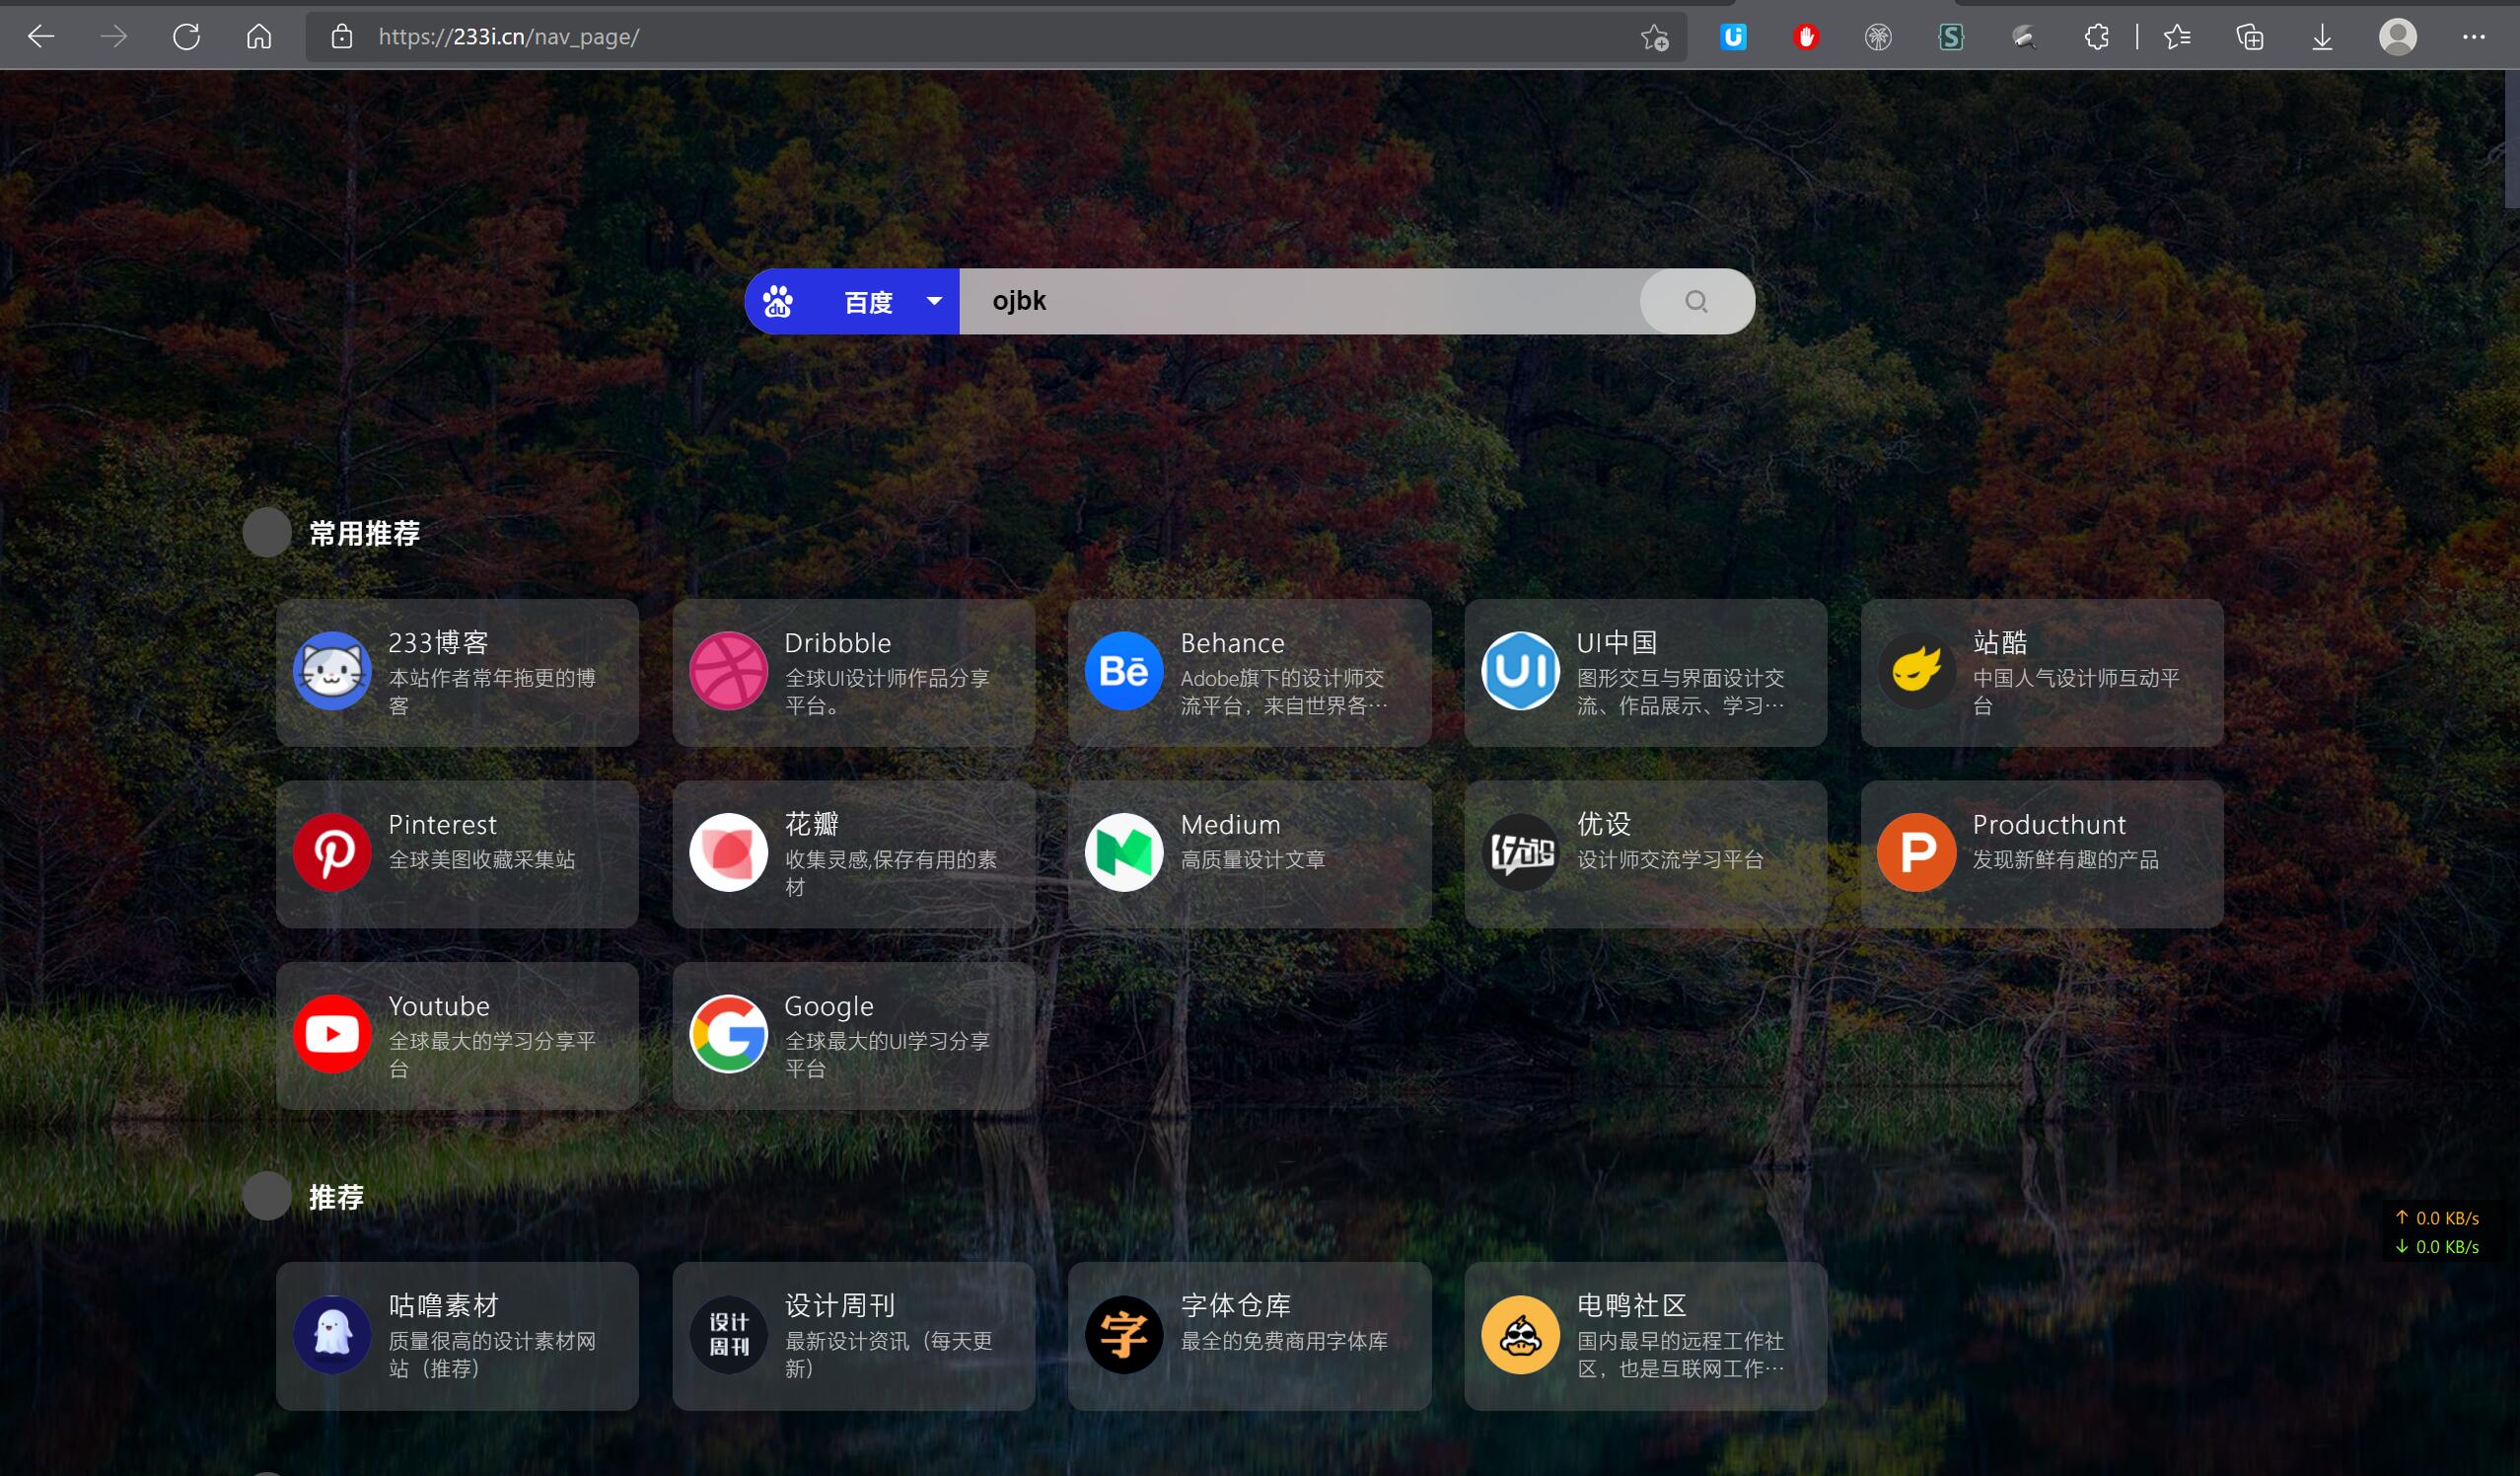 https://233i.cn/nav_page/
百度
ojbk
常用推荐
233博客
本站作者常年拖更的博
客
Dribbble
全球UI设计师作品分享
平台。
Behance
Adobe旗下的设计师交
流平台，来自世界各…
UI中国
图形交互与界面设计交
流、作品展示、学习…
站酷
中国人气设计师互动平
台
Pinterest
全球美图收藏采集站
花瓣
收集灵感,保存有用的素
材
Medium
高质量设计文章
优设
设计师交流学习平台
Producthunt
发现新鲜有趣的产品
Youtube
全球最大的学习分享平
台
Google
全球最大的UI学习分享
平台
推荐
↑ 0.0 KB/s
↓ 0.0 KB/s
咕噜素材
质量很高的设计素材网
站（推荐）
设计
周刊
设计周刊
最新设计资讯（每天更
新）
字
字体仓库
最全的免费商用字体库
电鸭社区
国内最早的远程工作社
区，也是互联网工作…